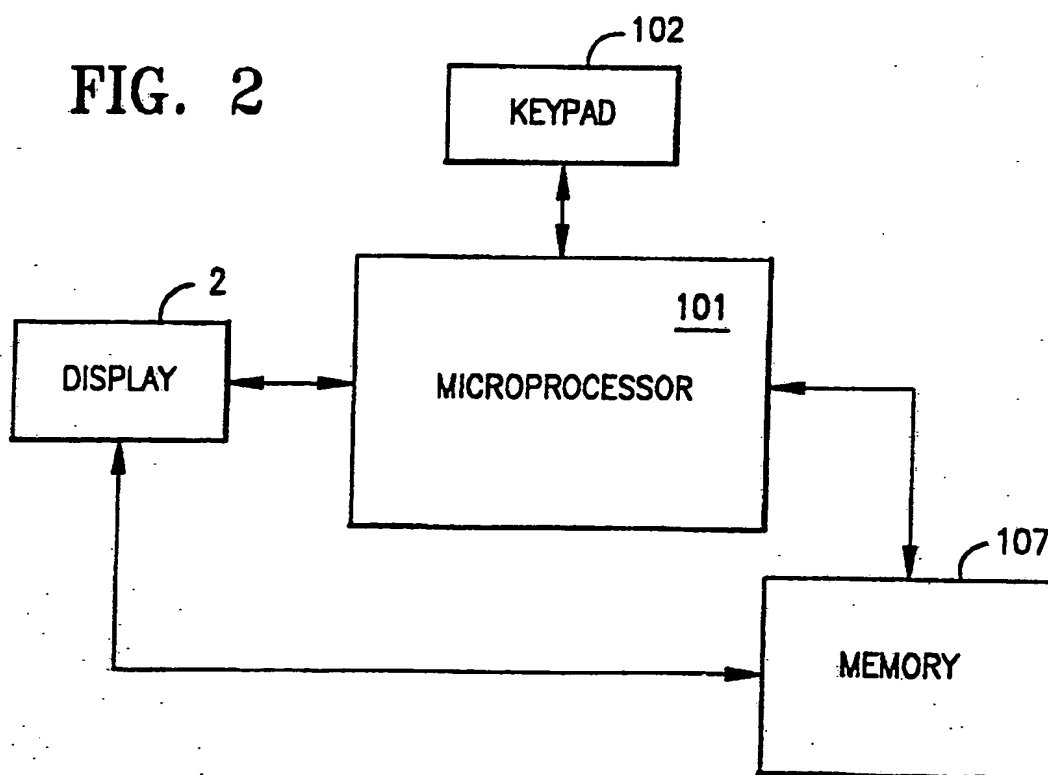 FIG. 2
102
KEYPAD
2
DISPLAY
101
MICROPROCESSOR
107
MEMORY